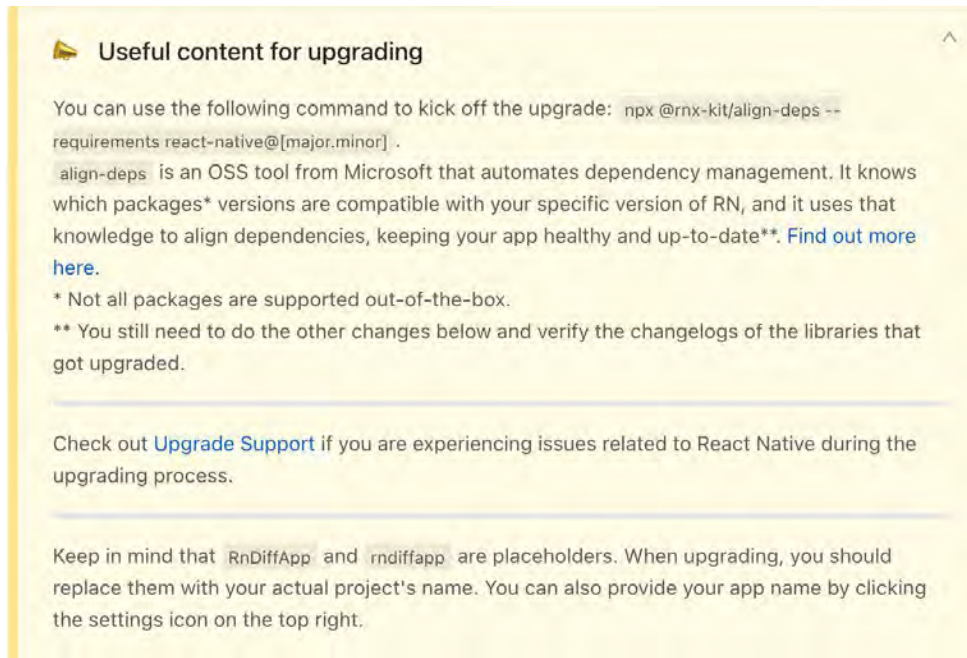 Useful content for upgrading
You can use the following command to kick off the upgrade: npx @rnx-kit/align-deps --
requirements react-native@[major.minor] .
align-deps is an OSS tool from Microsoft that automates dependency management. It knows
which packages* versions are compatible with your specific version of RN, and it uses that
knowledge to align dependencies, keeping your app healthy and up-to-date**. Find out more
here.
* Not all packages are supported out-of-the-box.
** You still need to do the other changes below and verify the changelogs of the libraries that
got upgraded.
Check out Upgrade Support if you are experiencing issues related to React Native during the
upgrading process.
Keep in mind that RnDiffApp and rndiffapp are placeholders. When upgrading, you should
replace them with your actual project's name. You can also provide your app name by clicking
the settings icon on the top right.